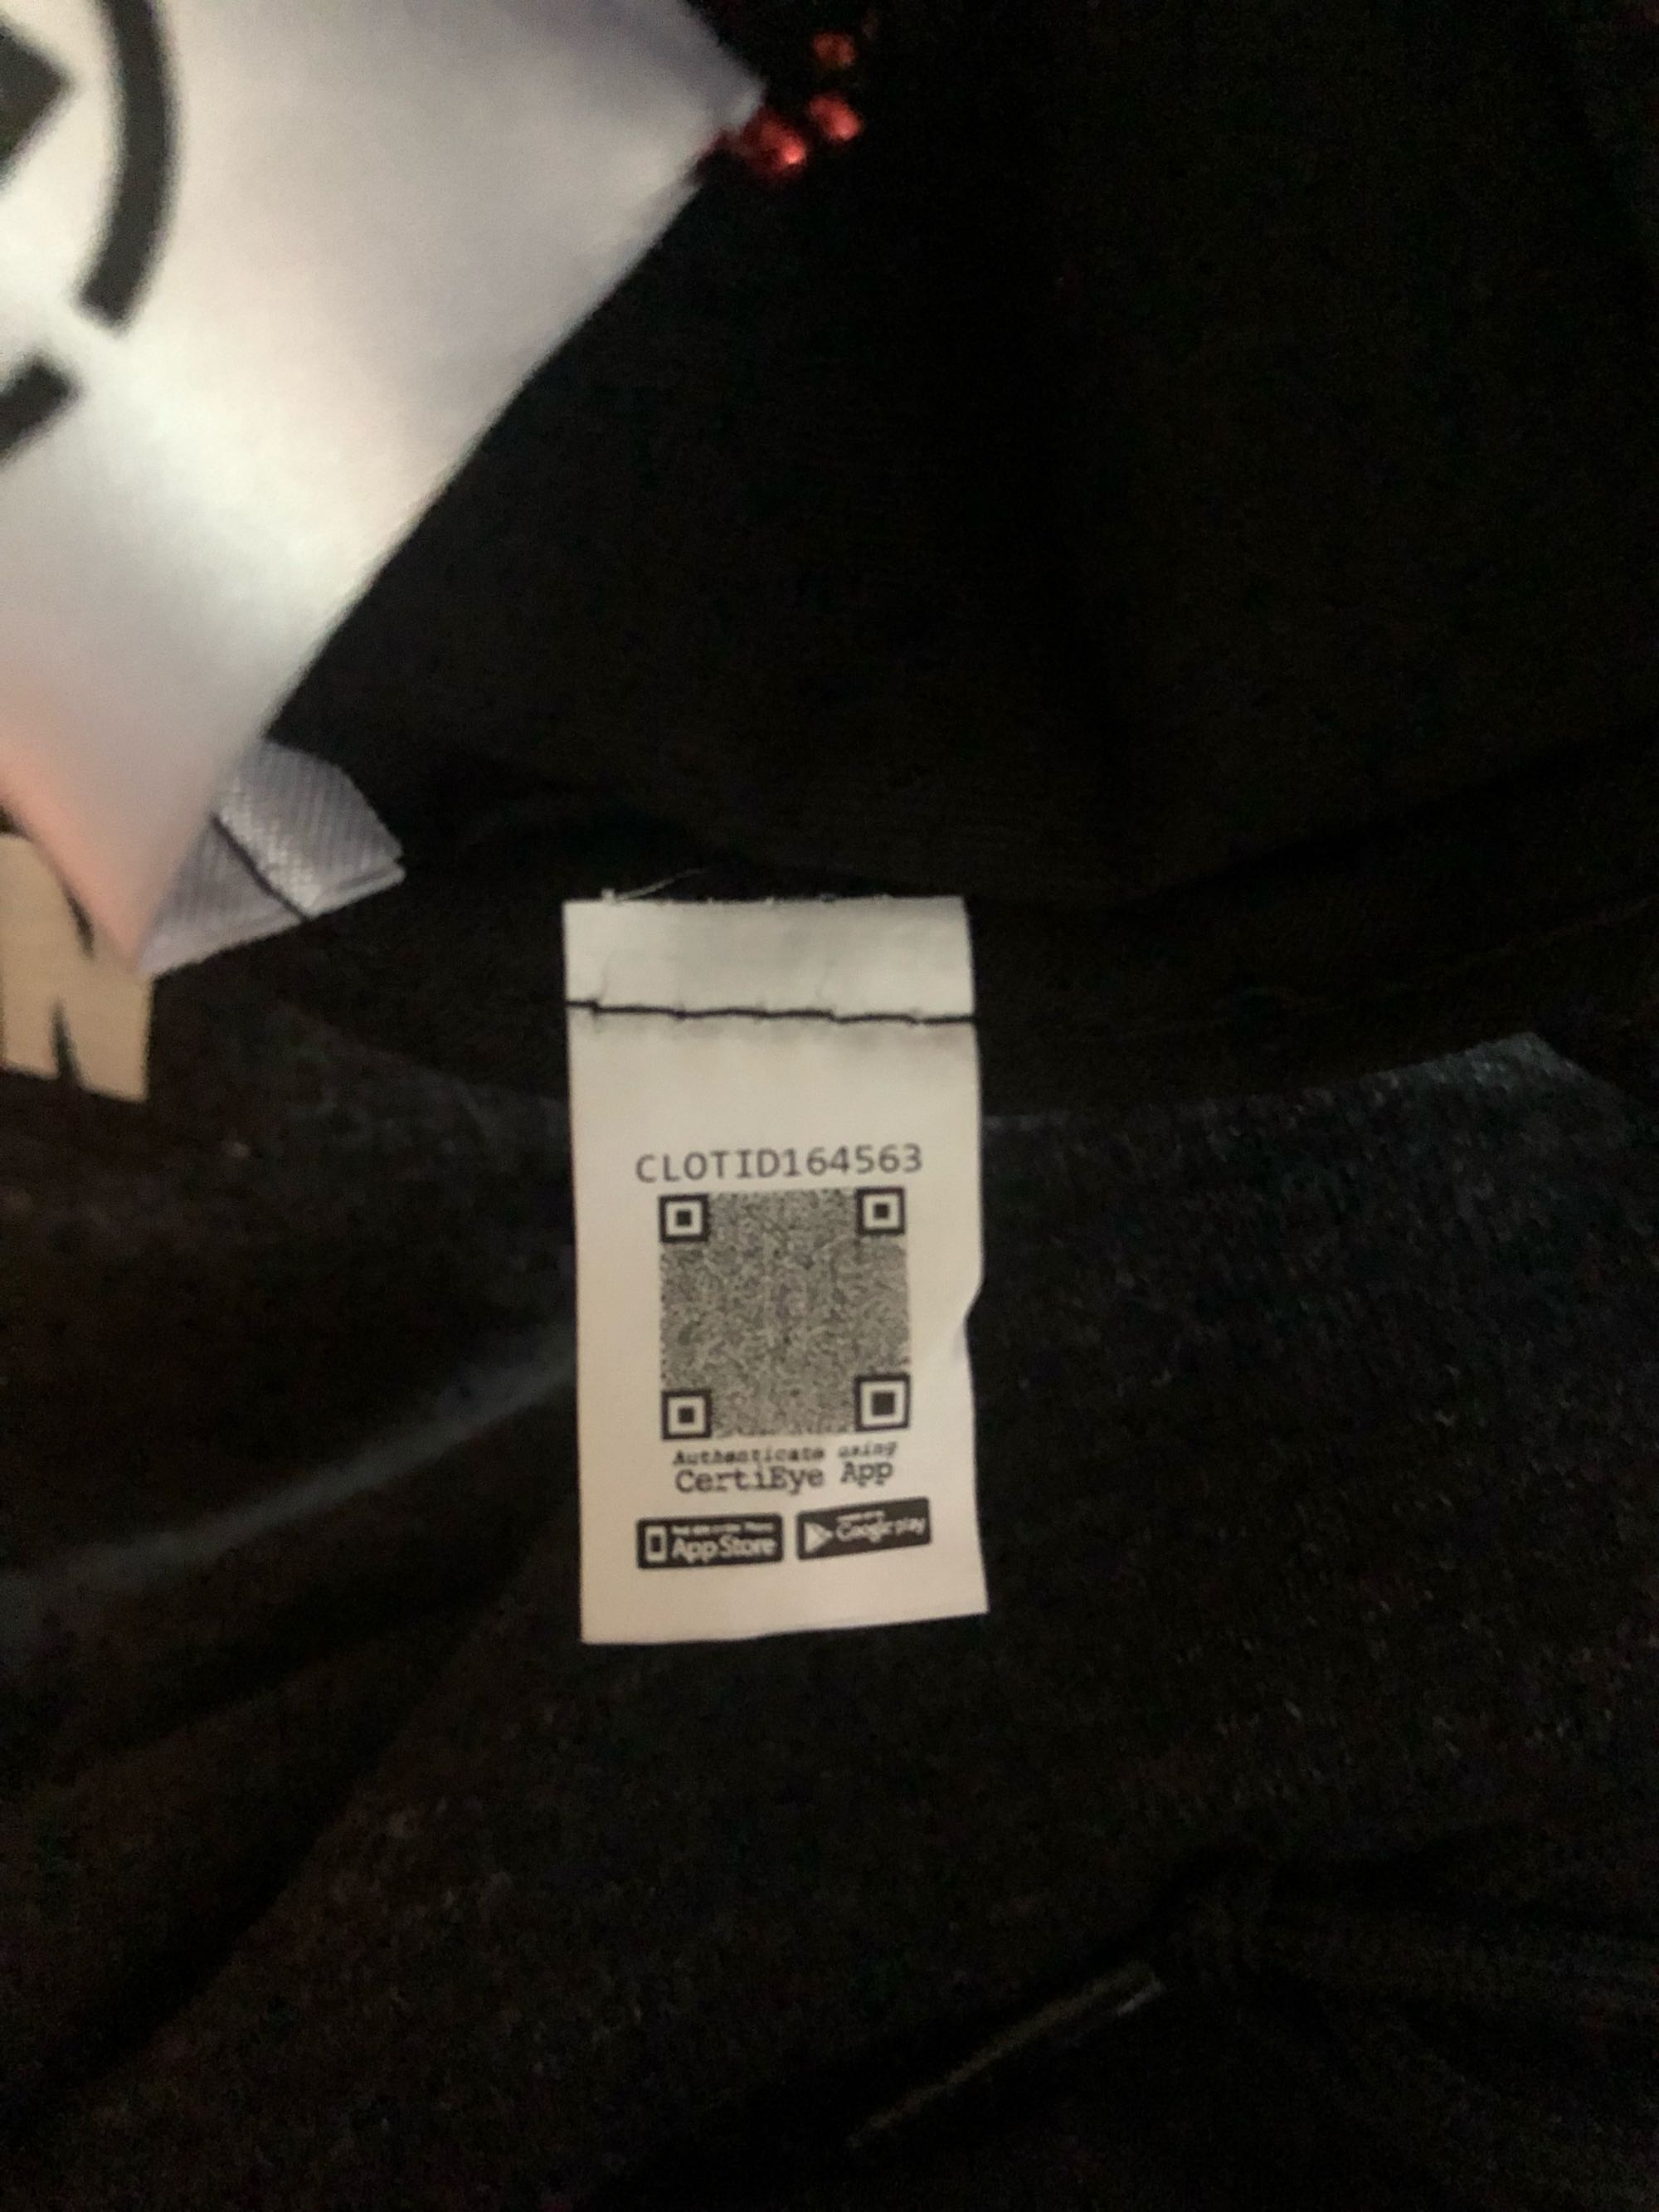 CLOTID164563
Authenticate using
CertiEye App
App Store
Google play